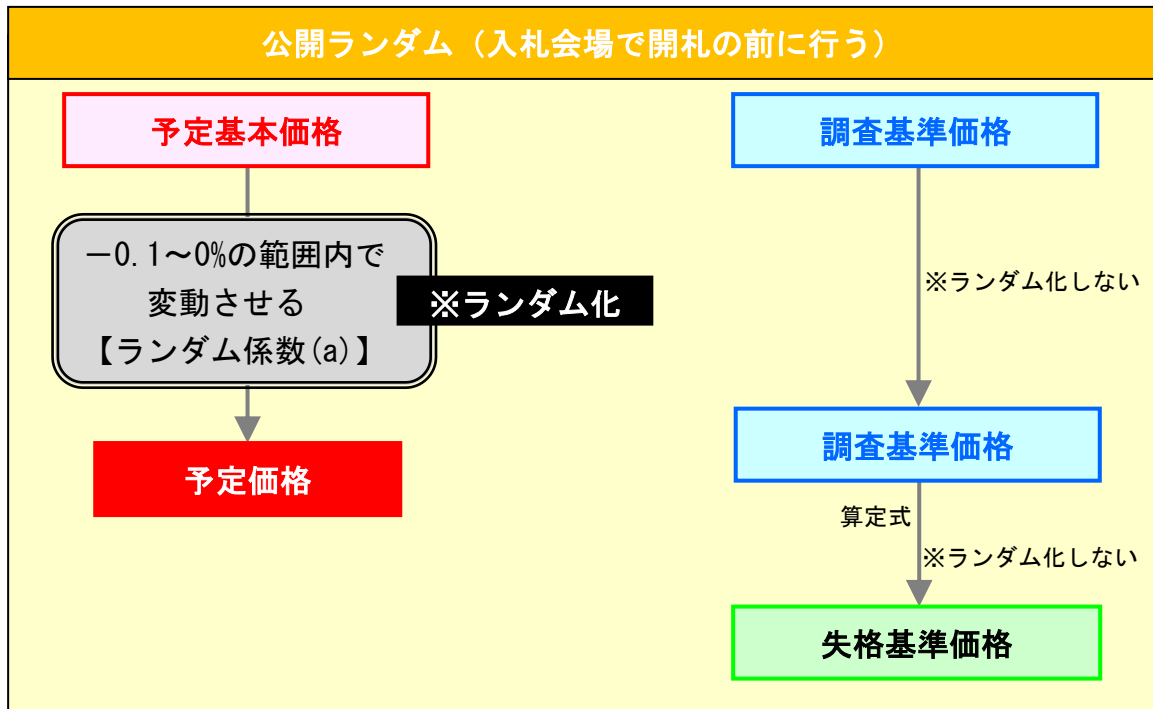 公開ランダム（入札会場で開札の前に行う）
予定基本価格
－0.1～0%の範囲内で
変動させる
【ランダム係数(a)】
※ランダム化
予定価格
調査基準価格
※ランダム化しない
調査基準価格
算定式
※ランダム化しない
失格基準価格